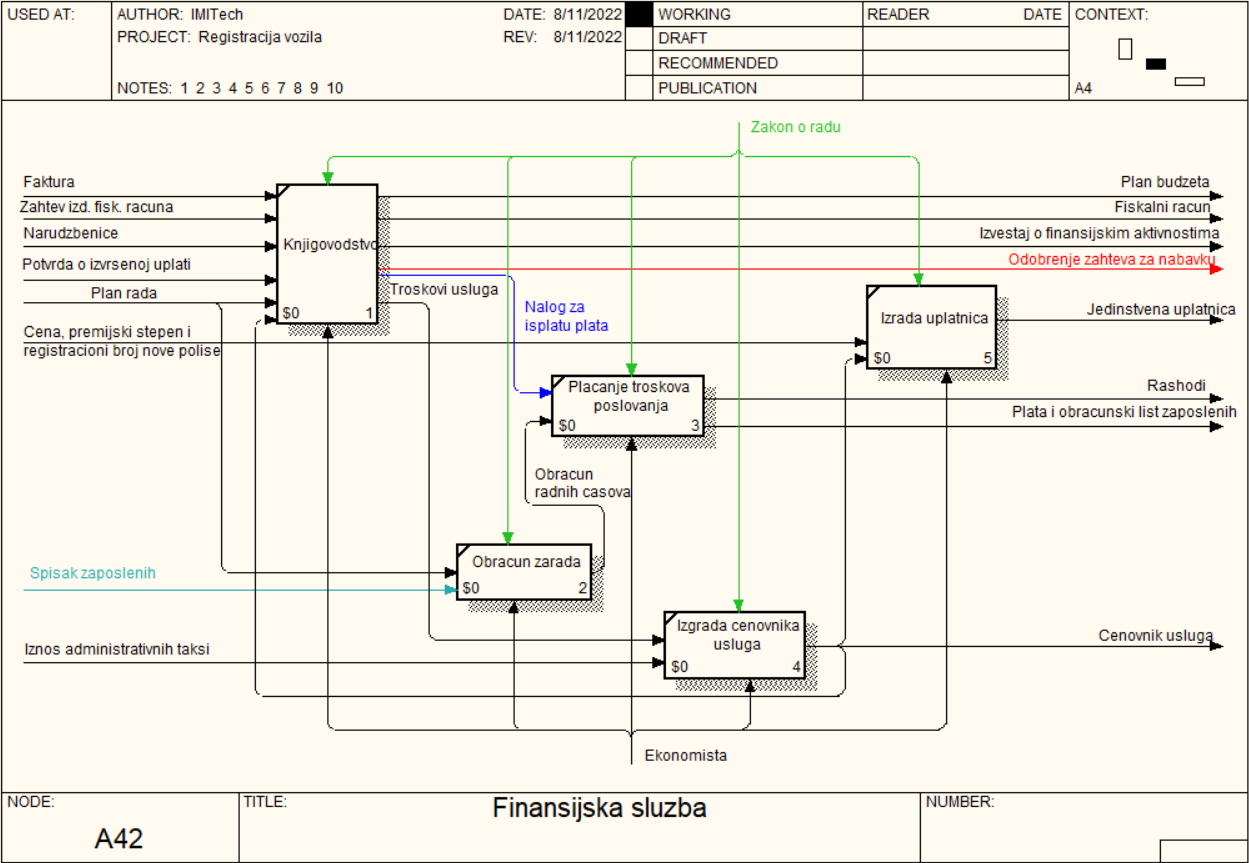 USED AT:
AUTHOR: IMITech
DATE: 8/11/2022
WORKING
READER
DATE
CONTEXT:
PROJECT: Registracija vozila
REV: 8/11/2022
DRAFT
RECOMMENDED
NOTES: 1 2 3 4 5 6 7 8 9 10
PUBLICATION
A4
Zakon o radu
Faktura
Zahtev izd. fisk. racuna
Narudzbenice
Potvrda o izvrsenoj uplati
Plan rada
Cena, premijski stepen i
registracioni broj nove polise
Knjigovodstvo
$0
1
Plan budzeta
Fiskalni racun
Izvestaj o finansijskim aktivnostima
Odobrenje zahteva za nabavku
Troskovi usluga
Nalog za
isplatu plata
Izrada uplatnica
$0
5
Jedinstvena uplatnica
Placanje troskova
poslovanja
$0
3
Rashodi
Plata i obracunski list zaposlenih
Obracun
radnih casova
Spisak zaposlenih
Obracun zarada
$0
2
Iznos administrativnih taksi
Izgrada cenovnika
usluga
$0
4
Cenovnik usluga
Ekonomista
NODE:
A42
TITLE:
Finansijska sluzba
NUMBER: